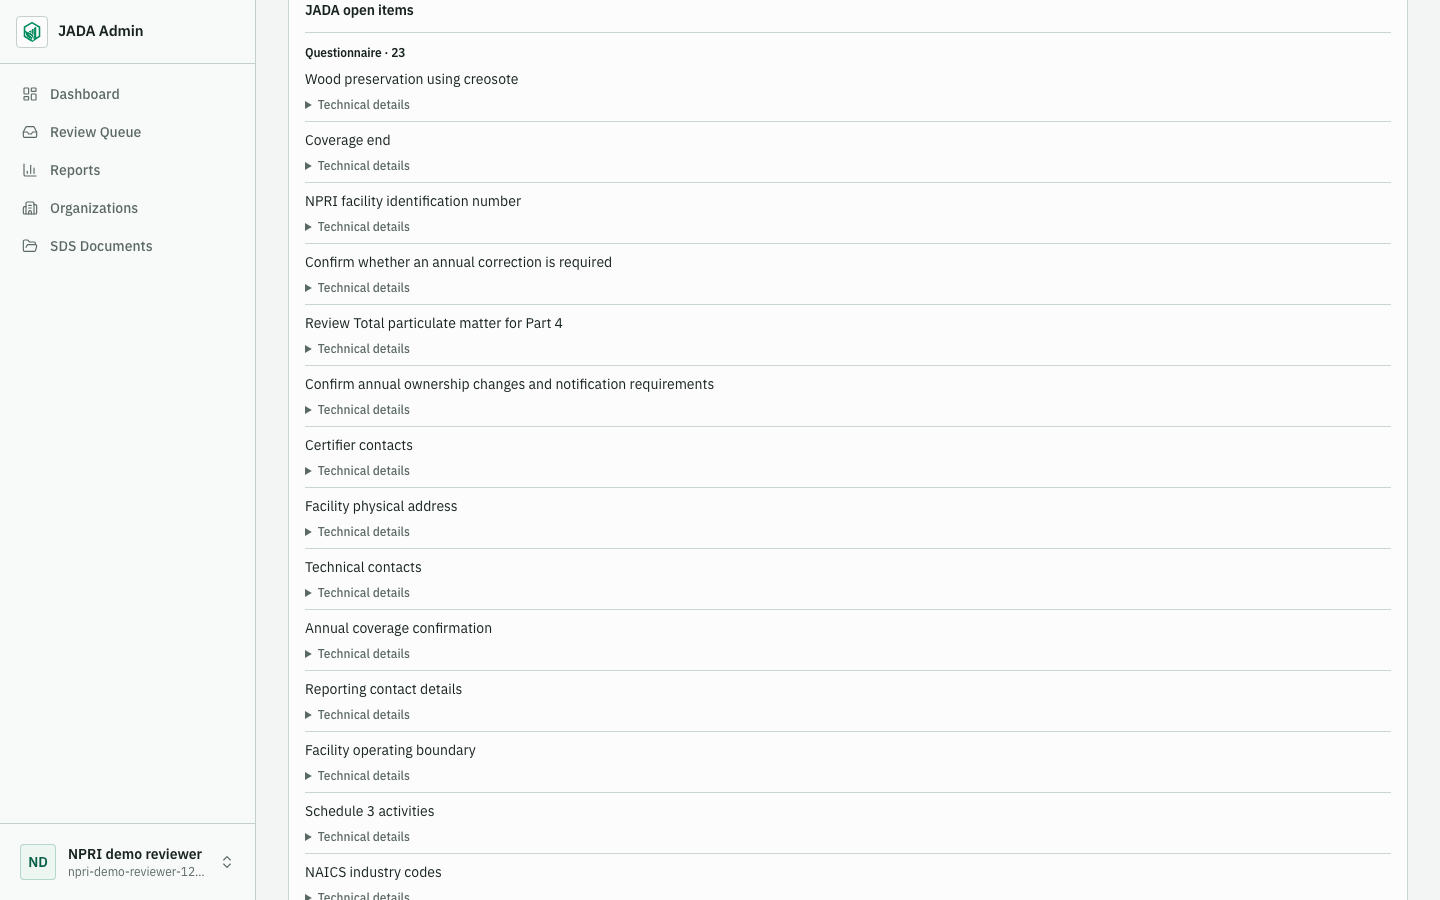 JADA Admin
Dashboard
Review Queue
Reports
Organizations
SDS Documents
NPRI demo reviewer
npri-demo-reviewer-12...
ND
JADA open items
Questionnaire · 23
Wood preservation using creosote
Technical details
Coverage end
Technical details
NPRI facility identification number
Technical details
Confirm whether an annual correction is required
Technical details
Review Total particulate matter for Part 4
Technical details
Confirm annual ownership changes and notification requirements
Technical details
Certifier contacts
Technical details
Facility physical address
Technical details
Technical contacts
Technical details
Annual coverage confirmation
Technical details
Reporting contact details
Technical details
Facility operating boundary
Technical details
Schedule 3 activities
Technical details
NAICS industry codes
Technical details